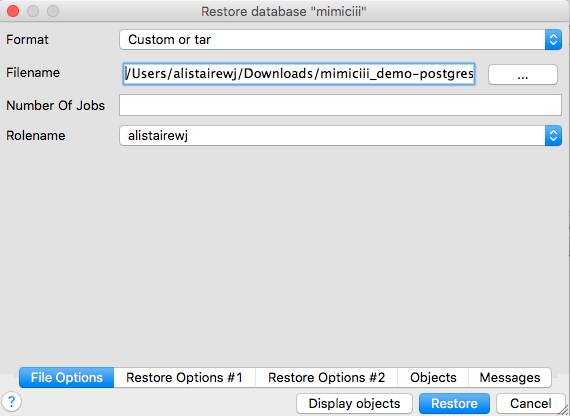 Restore database "mimiciii"
Format Custom or tar
Filename /Users/alistairewj/Downloads/mimiciii_demo-postgres ...
Number Of Jobs
Rolename alistairewj
File Options Restore Options #1 Restore Options #2 Objects Messages
? Display objects Restore Cancel